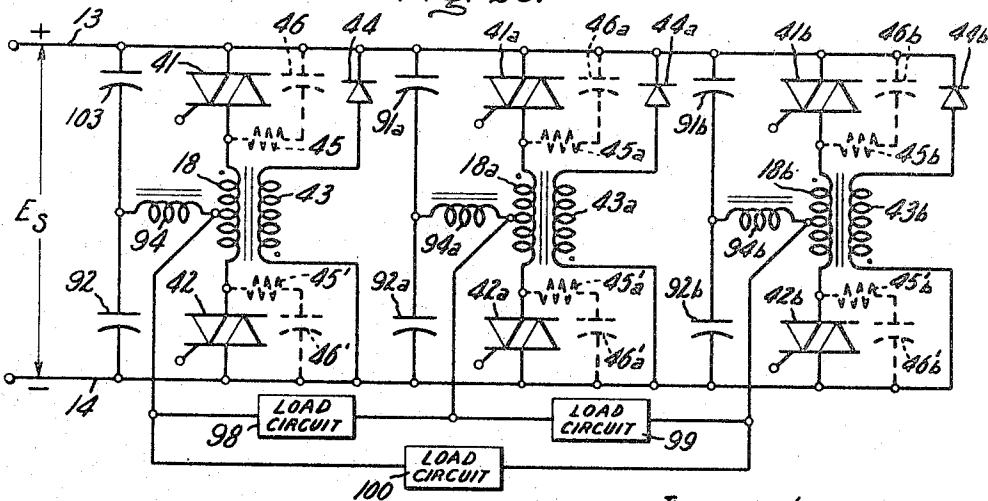 + 13 46 44 41a 46a 44a 41b 46b 44b
41
103 91a 91b
45 45a 45b
18 18a 18b
43 43a 43b
E_S
94 94a 94b
92 42 45' 92a 42a 45'a 92b 42b 45'b
46' 46'a 46'b
−
14
LOAD CIRCUIT
98
LOAD CIRCUIT
99
LOAD CIRCUIT
100